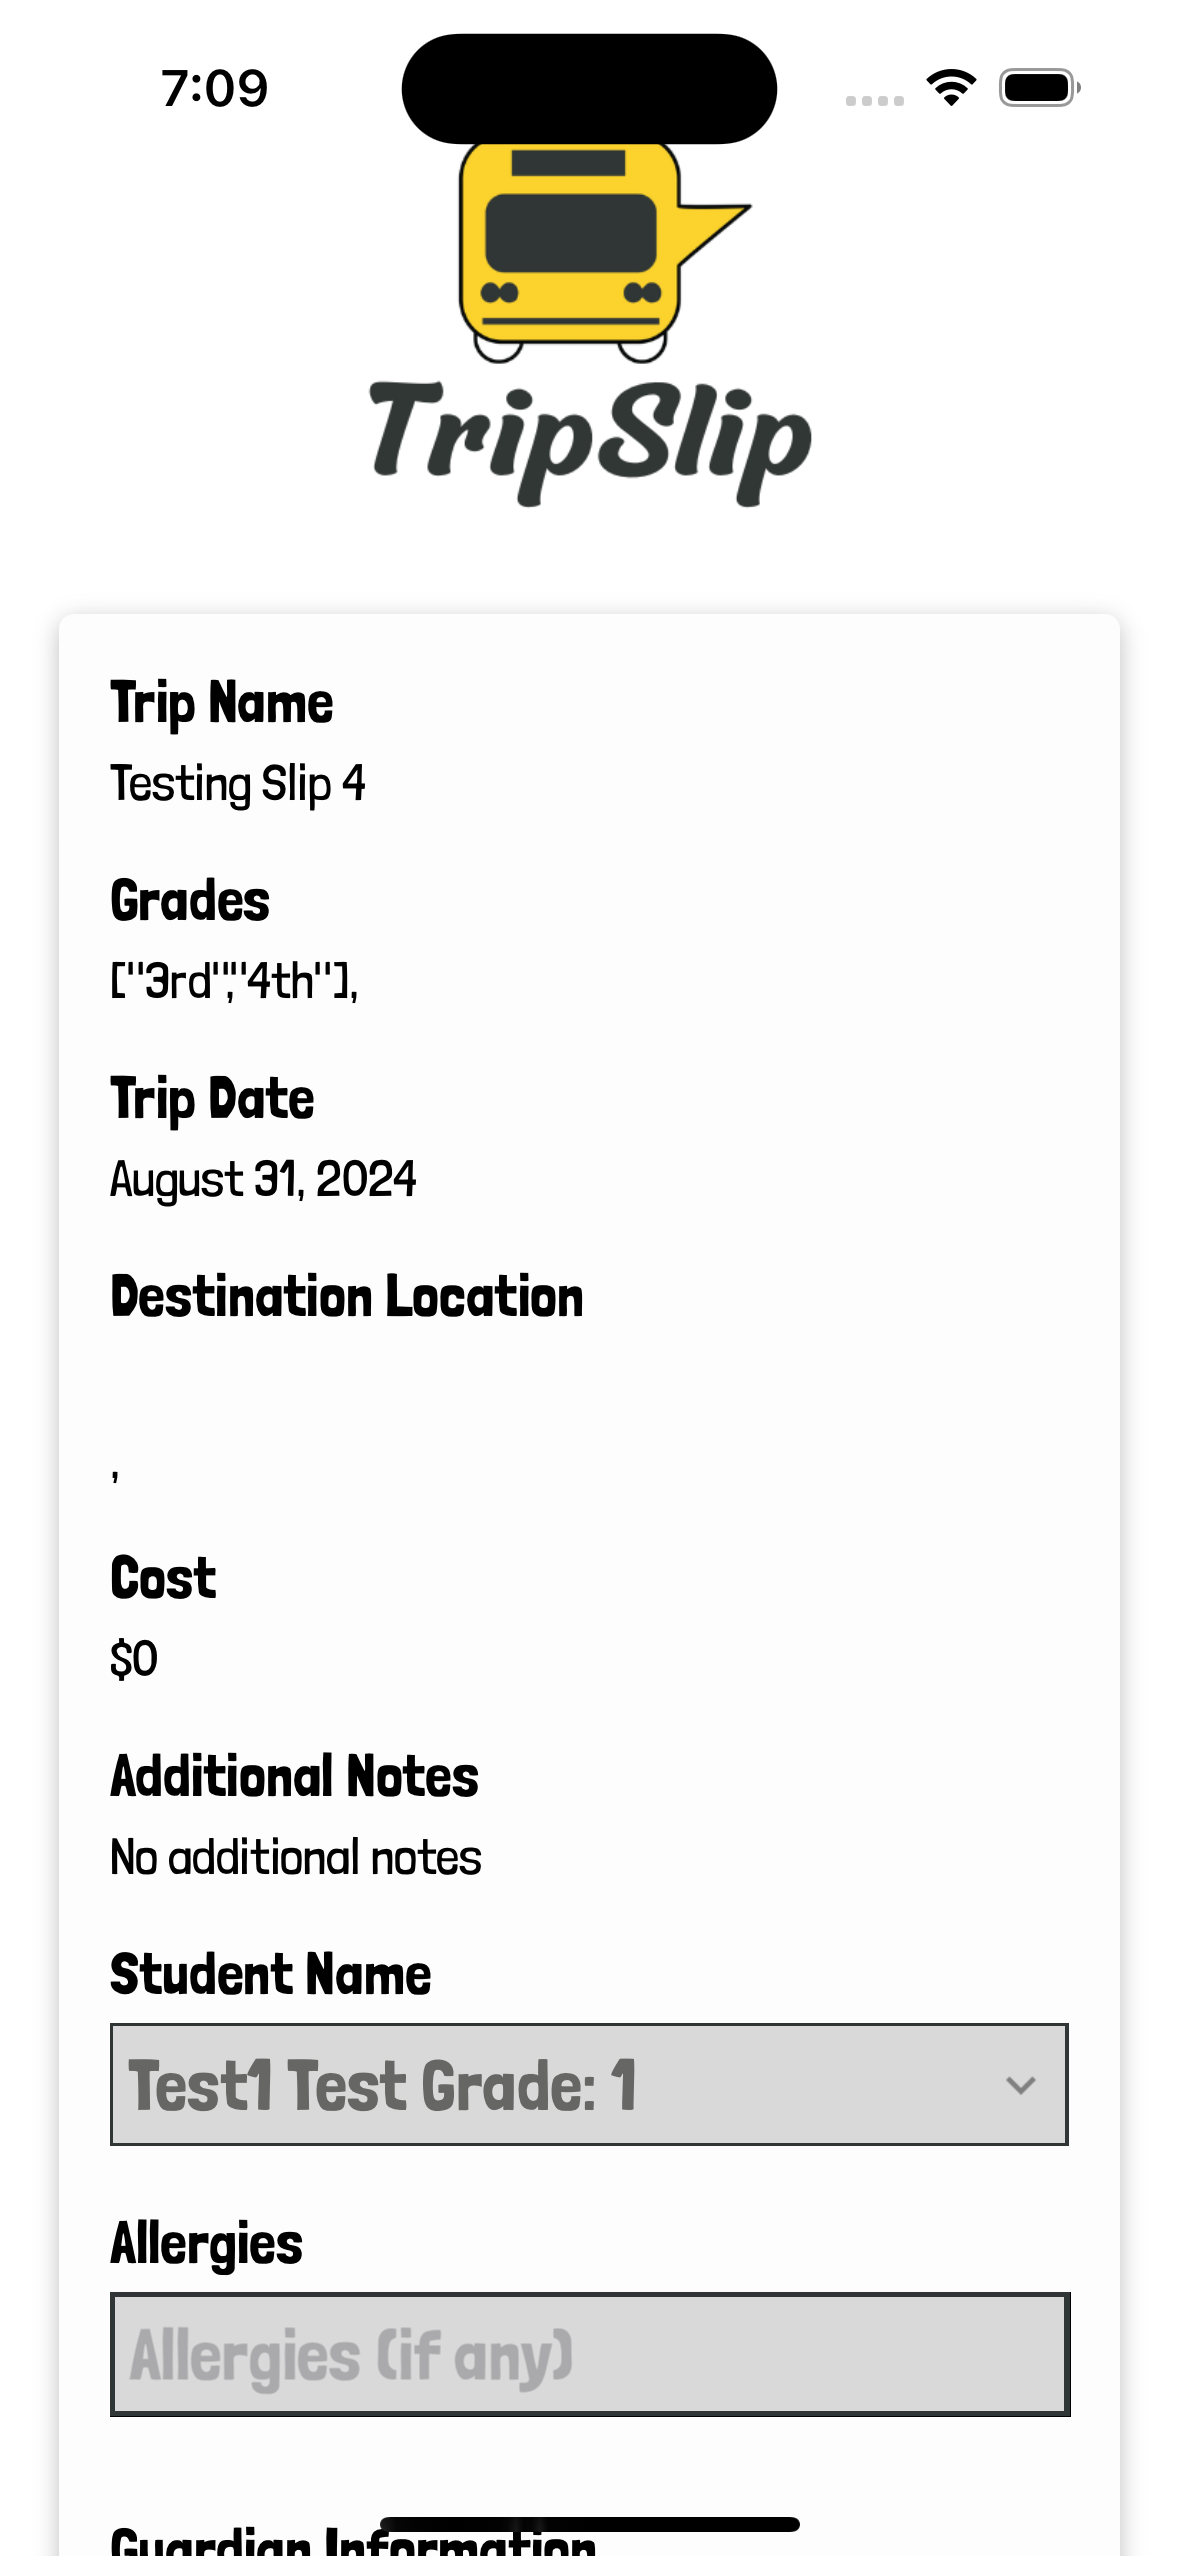 7:09
TripSlip
Trip Name
Testing Slip 4
Grades
["3rd","4th"],
Trip Date
August 31, 2024
Destination Location
,
Cost
$0
Additional Notes
No additional notes
Student Name
Test1 Test Grade: 1
Allergies
Allergies (if any)
Guardian Information